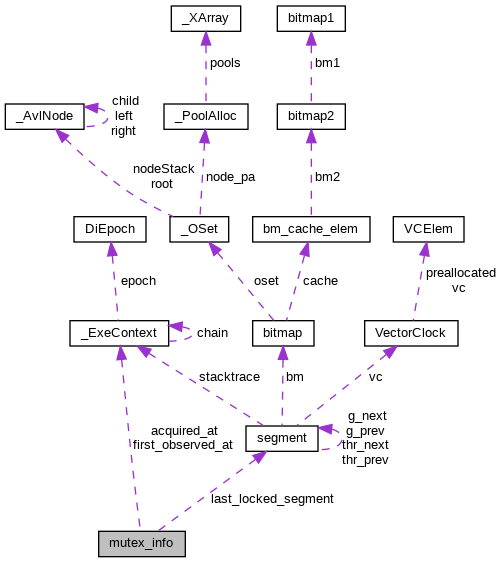 _XArray
bitmap1
pools
bm1
_AvlNode
child
left
right
_PoolAlloc
bitmap2
nodeStack
root
node_pa
bm2
DiEpoch
_OSet
bm_cache_elem
VCElem
epoch
oset
cache
preallocated
vc
_ExeContext
chain
bitmap
VectorClock
stacktrace
bm
vc
acquired_at
first_observed_at
segment
g_next
g_prev
thr_next
thr_prev
last_locked_segment
mutex_info